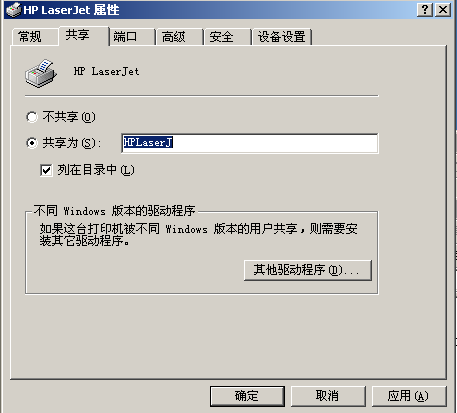 HP LaserJet 属性
常规 共享 端口 高级 安全 设备设置
HP LaserJet
不共享(O)
共享为(S): HPLaserJ
列在目录中(L)
不同 Windows 版本的驱动程序
如果这台打印机被不同 Windows 版本的用户共享，则需要安
装其它驱动程序。
其他驱动程序(D)...
确定 取消 应用(A)